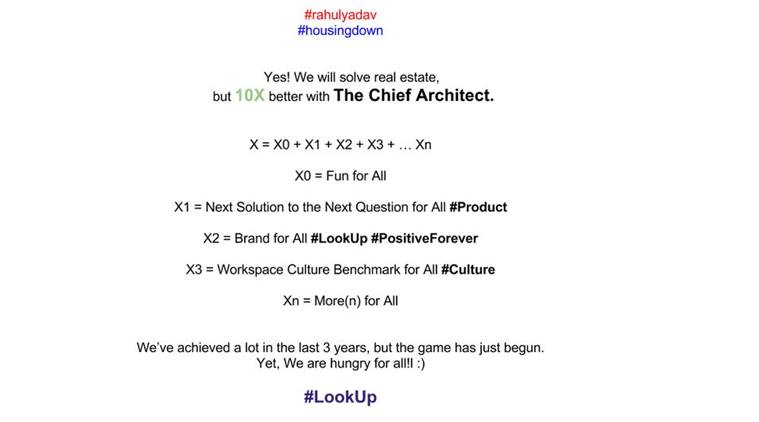 #rahulyadav
#housingdown
Yes! We will solve real estate,
but 10X better with The Chief Architect.
X = X0 + X1 + X2 + X3 + … Xn
X0 = Fun for All
X1 = Next Solution to the Next Question for All #Product
X2 = Brand for All #LookUp #PositiveForever
X3 = Workspace Culture Benchmark for All #Culture
Xn = More(n) for All
We’ve achieved a lot in the last 3 years, but the game has just begun.
Yet, We are hungry for all!l :)
#LookUp